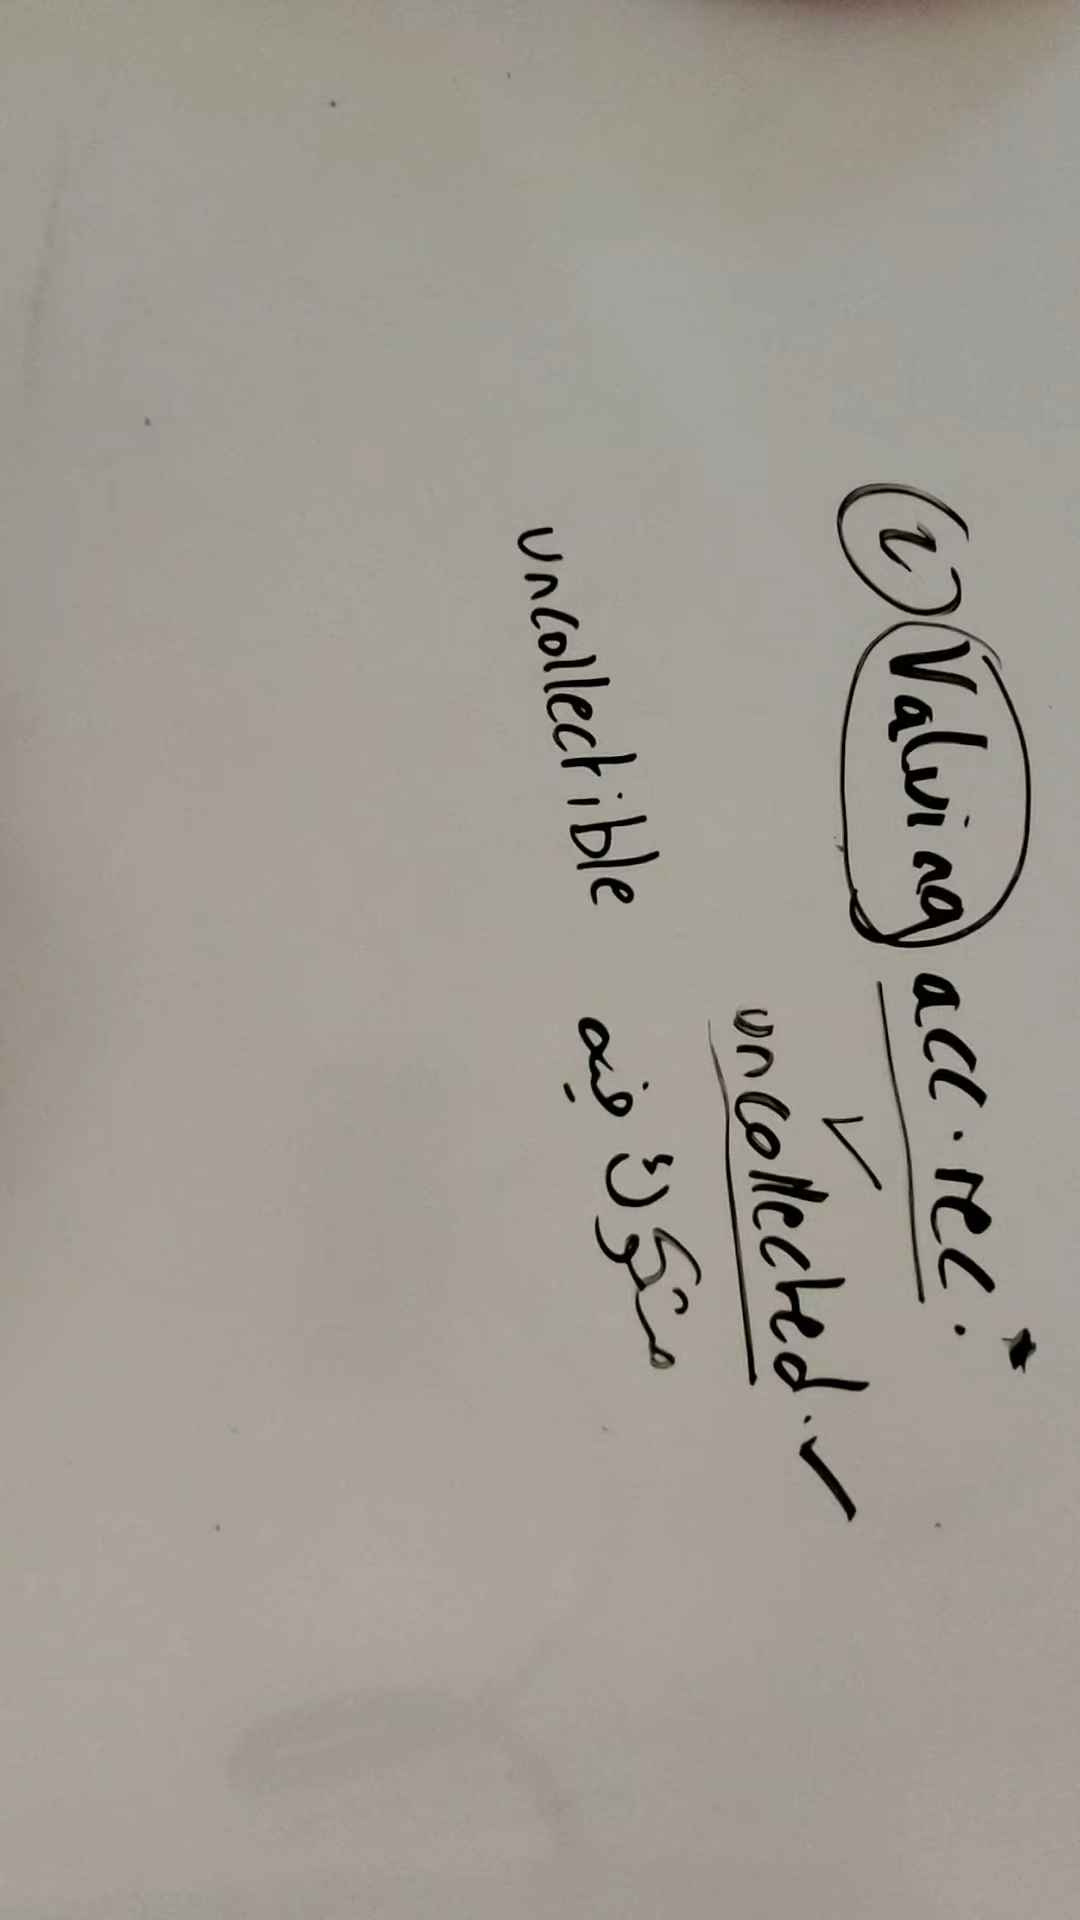 ② Valuing acc. rec.
uncollected.
uncollectible مشكوك فيه